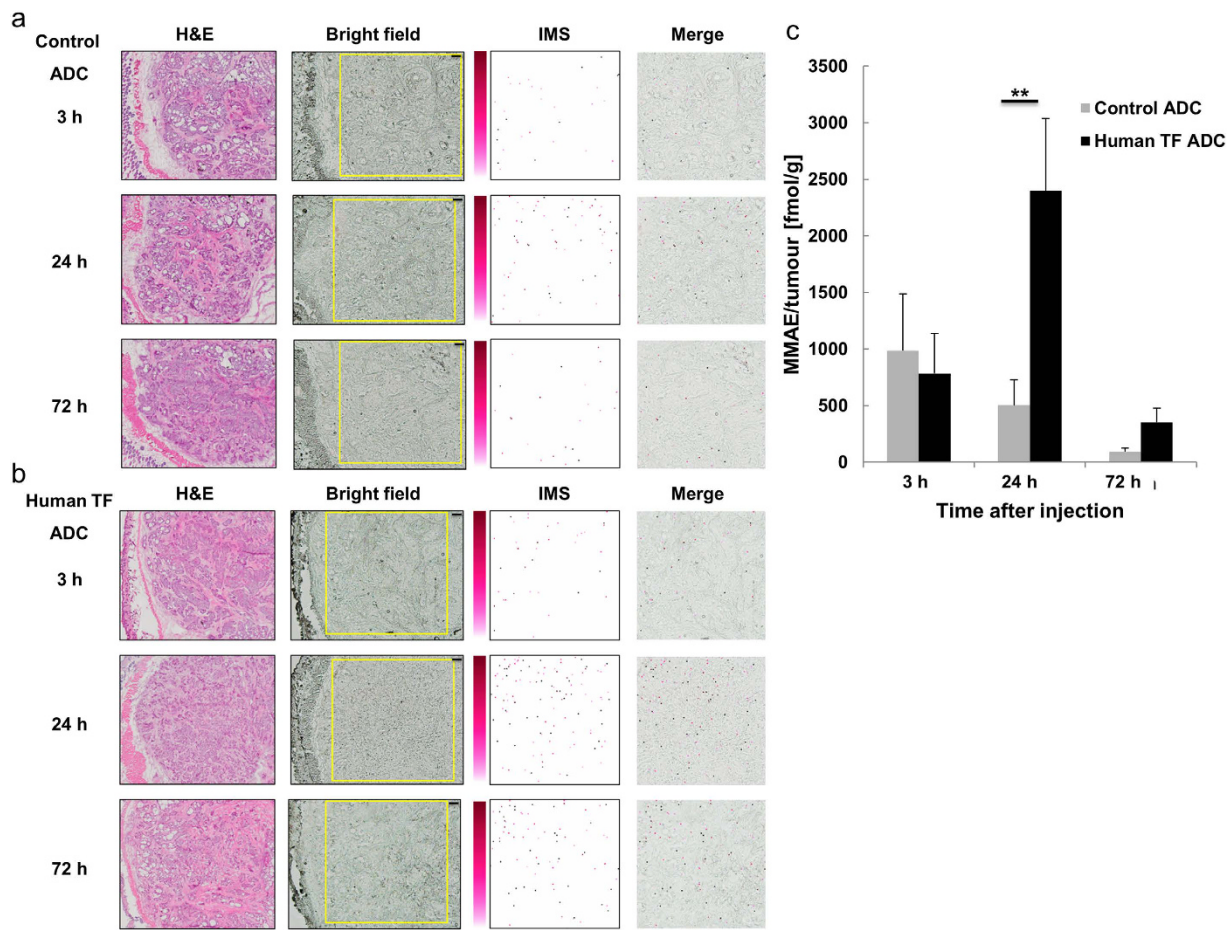 a
H&E Bright field IMS Merge
Control
ADC
3 h
24 h
72 h
b
H&E Bright field IMS Merge
Human TF
ADC
3 h
24 h
72 h
C
3500
3000
2500
2000
1500
1000
500
0
MMAE/tumour [fmol/g]
**
Control ADC
Human TF ADC
3 h 24 h 72 h
Time after injection